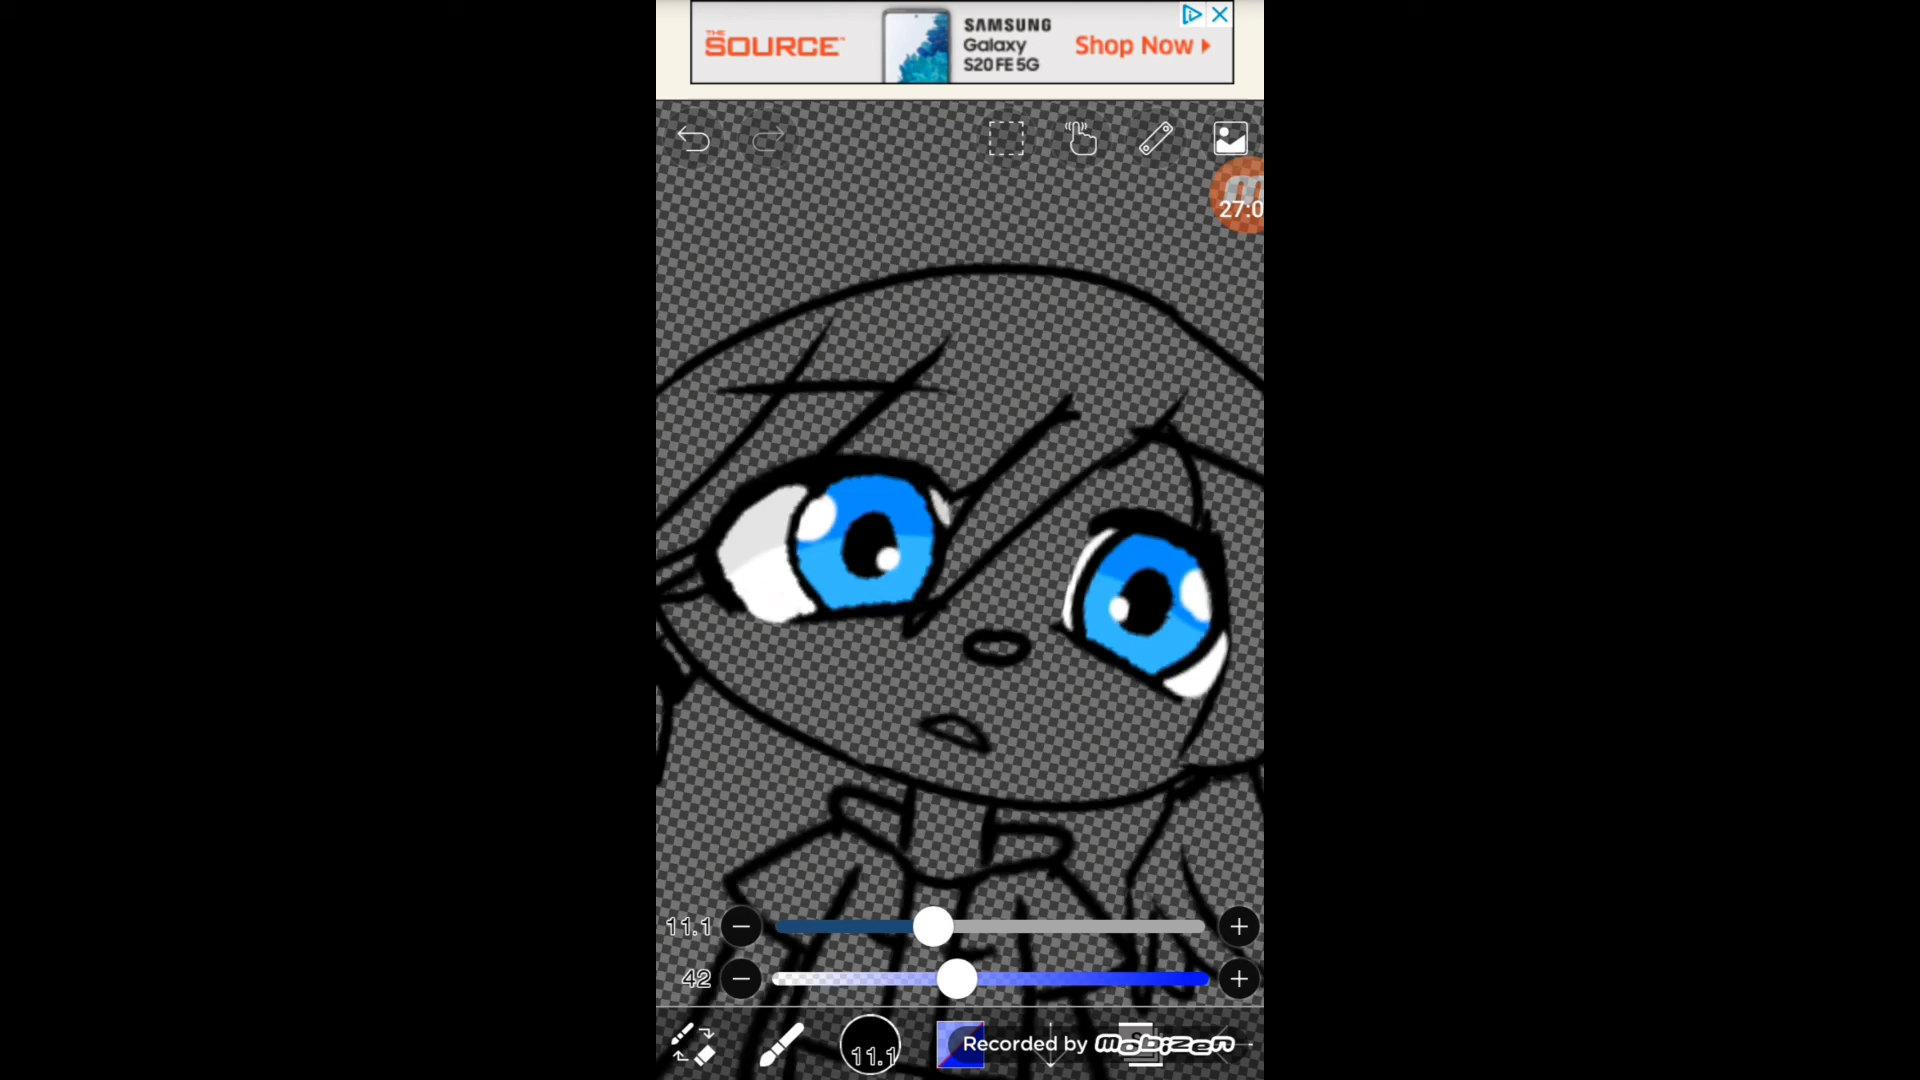 THE
SOURCE
SAMSUNG
Galaxy
S20 FE 5G
Shop Now
27:0
11.1
42
11.1
Recorded by mobizen